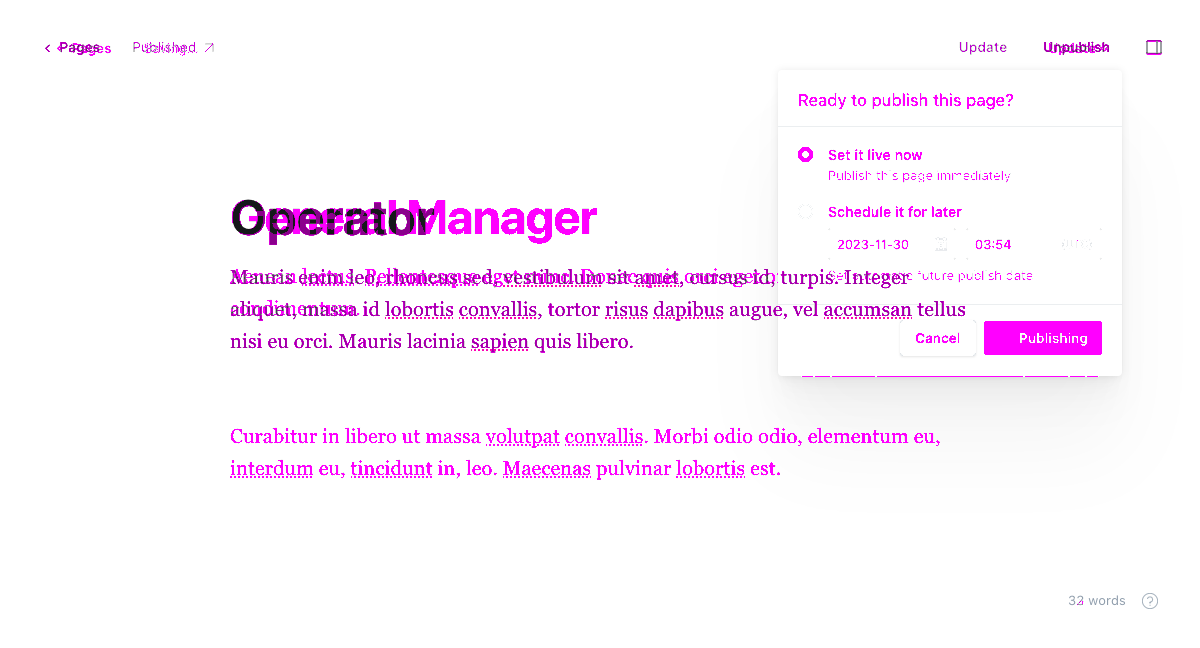 Pages
Published
Update
Unpublish
Ready to publish this page?
Set it live now
Publish this page immediately
Schedule it for later
2023-11-30
03:54
Set automatic future publish date
Operator
Manager
Mauris enim leo, rhoncus sed, vestibulum sit amet, cursus id, turpis. Integer
aliquet, massa id lobortis convallis, tortor risus dapibus augue, vel accumsan tellus
nisi eu orci. Mauris lacinia sapien quis libero.
Cancel
Publishing
Curabitur in libero ut massa volutpat convallis. Morbi odio odio, elementum eu,
interdum eu, tincidunt in, leo. Maecenas pulvinar lobortis est.
words